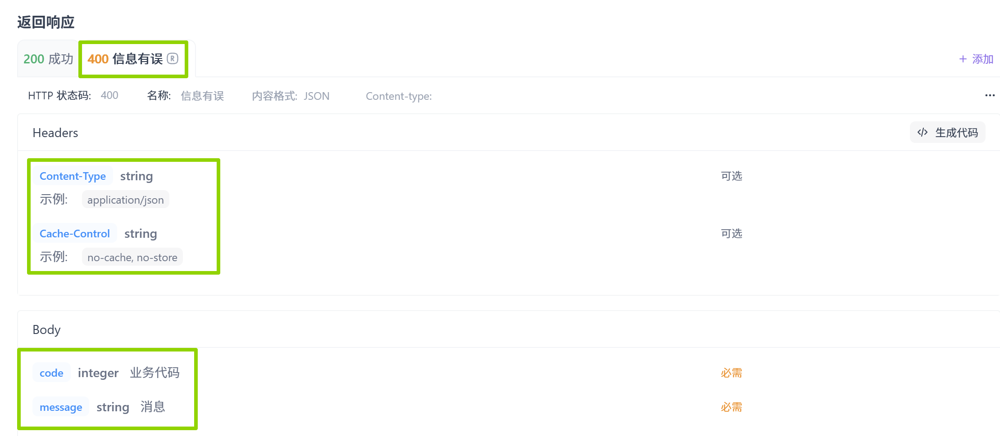 返回响应
200 成功 400 信息有误 R + 添加
HTTP 状态码: 400 名称: 信息有误 内容格式: JSON Content-type: ...
Headers </> 生成代码
Content-Type string 可选
示例: application/json
Cache-Control string 可选
示例: no-cache, no-store
Body
code integer 业务代码 必需
message string 消息 必需